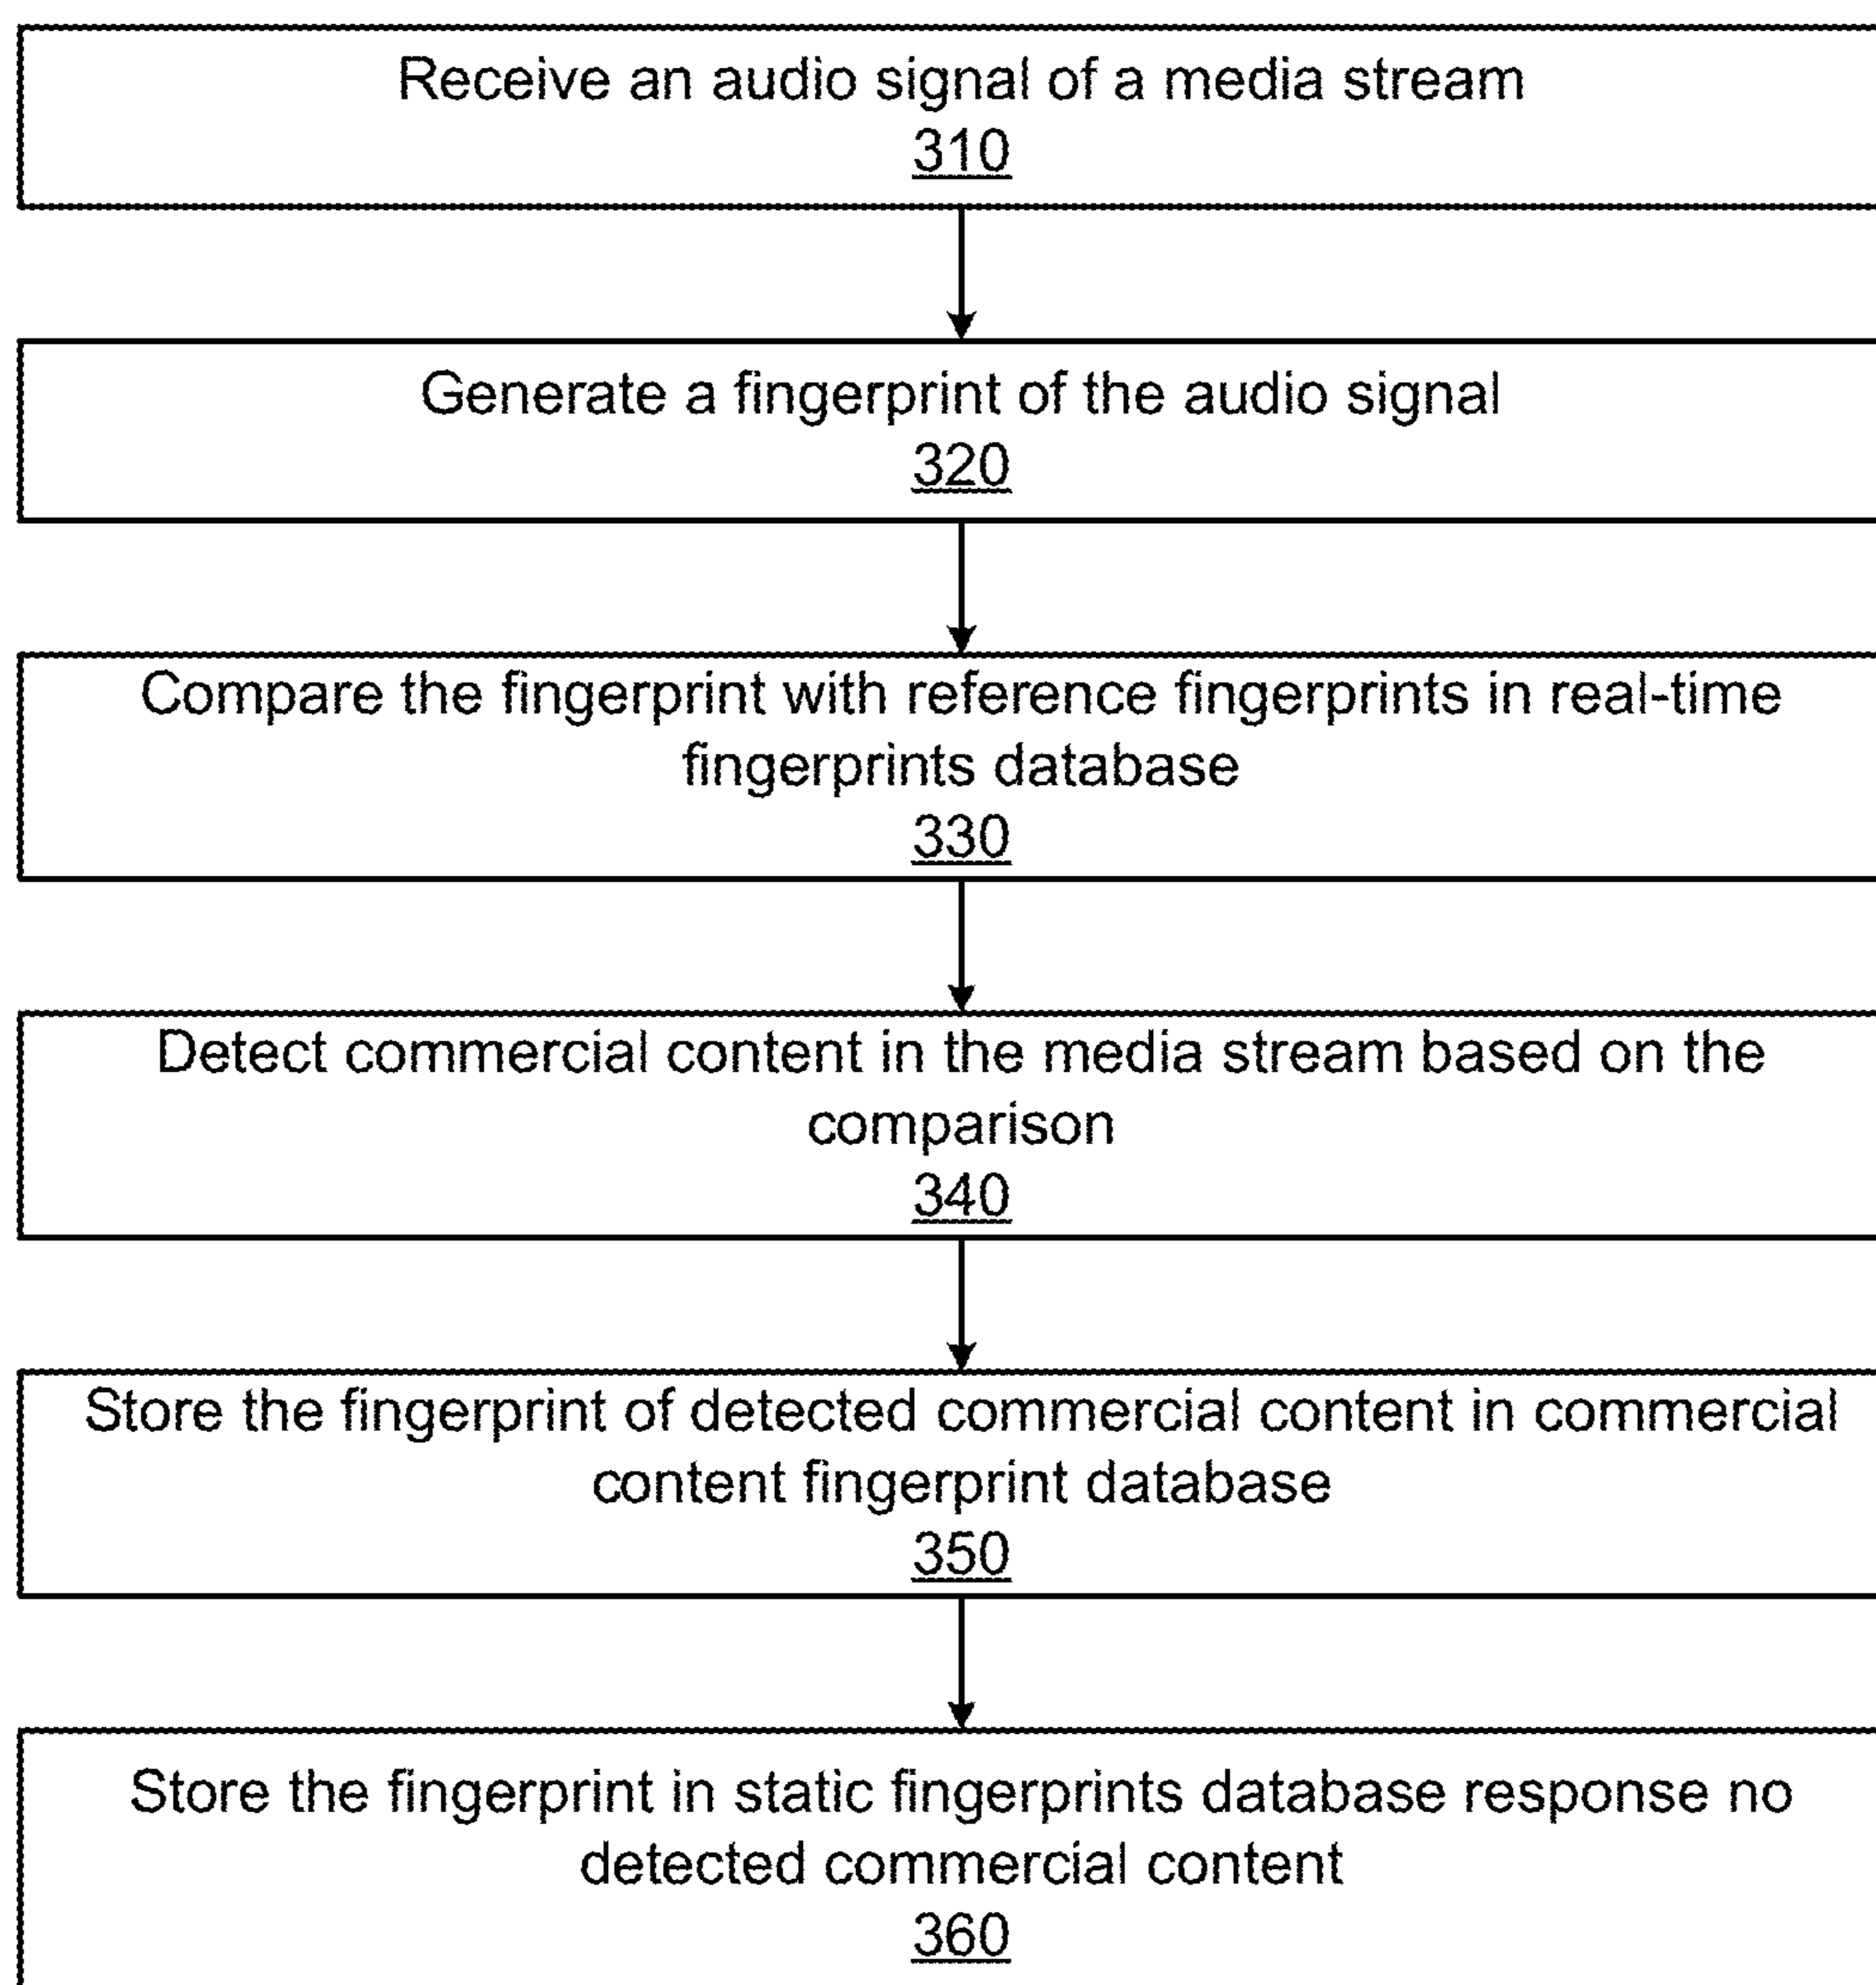 Receive an audio signal of a media stream
310
Generate a fingerprint of the audio signal
320
Compare the fingerprint with reference fingerprints in real-time
fingerprints database
330
Detect commercial content in the media stream based on the
comparison
340
Store the fingerprint of detected commercial content in commercial
content fingerprint database
350
Store the fingerprint in static fingerprints database response no
detected commercial content
360